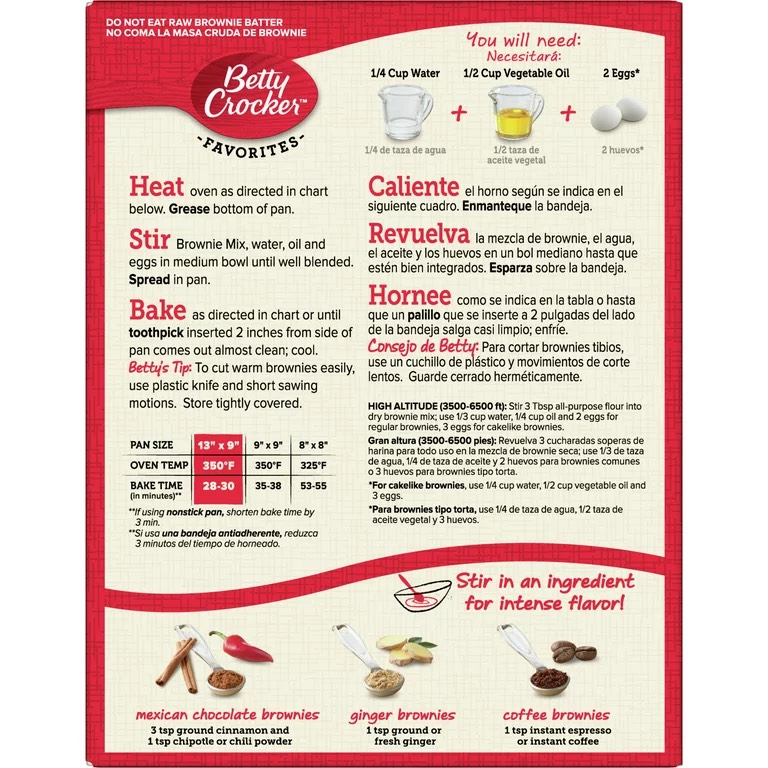 DO NOT EAT RAW BROWNIE BATTER
NO COMA LA MASA CRUDA DE BROWNIE
Betty
Crocker™
-FAVORITES-
You will need:
Necesitará:
1/4 Cup Water
1/2 Cup Vegetable Oil
2 Eggs*
+
+
1/4 de taza de agua
1/2 taza de
aceite vegetal
2 huevos*
Heat oven as directed in chart
below. Grease bottom of pan.
Stir Brownie Mix, water, oil and
eggs in medium bowl until well blended.
Spread in pan.
Bake as directed in chart or until
toothpick inserted 2 inches from side of
pan comes out almost clean; cool.
Betty's Tip: To cut warm brownies easily,
use plastic knife and short sawing
motions. Store tightly covered.
PAN SIZE 13" x 9" 9" x 9" 8" x 8"
OVEN TEMP 350°F 350°F 325°F
BAKE TIME 28-30 35-38 53-55
(in minutes)**
**If using nonstick pan, shorten bake time by
3 min.
**Si usa una bandeja antiadherente, reduzca
3 minutos del tiempo de horneado.
Caliente el horno según se indica en el
siguiente cuadro. Enmanteque la bandeja.
Revuelva la mezcla de brownie, el agua,
el aceite y los huevos en un bol mediano hasta que
estén bien integrados. Esparza sobre la bandeja.
Hornee como se indica en la tabla o hasta
que un palillo que se inserte a 2 pulgadas del lado
de la bandeja salga casi limpio; enfríe.
Consejo de Betty: Para cortar brownies tibios,
use un cuchillo de plástico y movimientos de corte
lentos. Guarde cerrado herméticamente.
HIGH ALTITUDE (3500-6500 ft): Stir 3 Tbsp all-purpose flour into
dry brownie mix; use 1/3 cup water, 1/4 cup oil and 2 eggs for
regular brownies, 3 eggs for cakelike brownies.
Gran altura (3500-6500 pies): Revuelva 3 cucharadas soperas de
harina para todo uso en la mezcla de brownie seca; use 1/3 de taza
de agua, 1/4 de taza de aceite y 2 huevos para brownies comunes
o 3 huevos para brownies tipo torta.
*For cakelike brownies, use 1/4 cup water, 1/2 cup vegetable oil and
3 eggs.
*Para brownies tipo torta, use 1/4 de taza de agua, 1/2 taza de
aceite vegetal y 3 huevos.
Stir in an ingredient
for intense flavor!
mexican chocolate brownies
3 tsp ground cinnamon and
1 tsp chipotle or chili powder
ginger brownies
1 tsp ground or
fresh ginger
coffee brownies
1 tsp instant espresso
or instant coffee